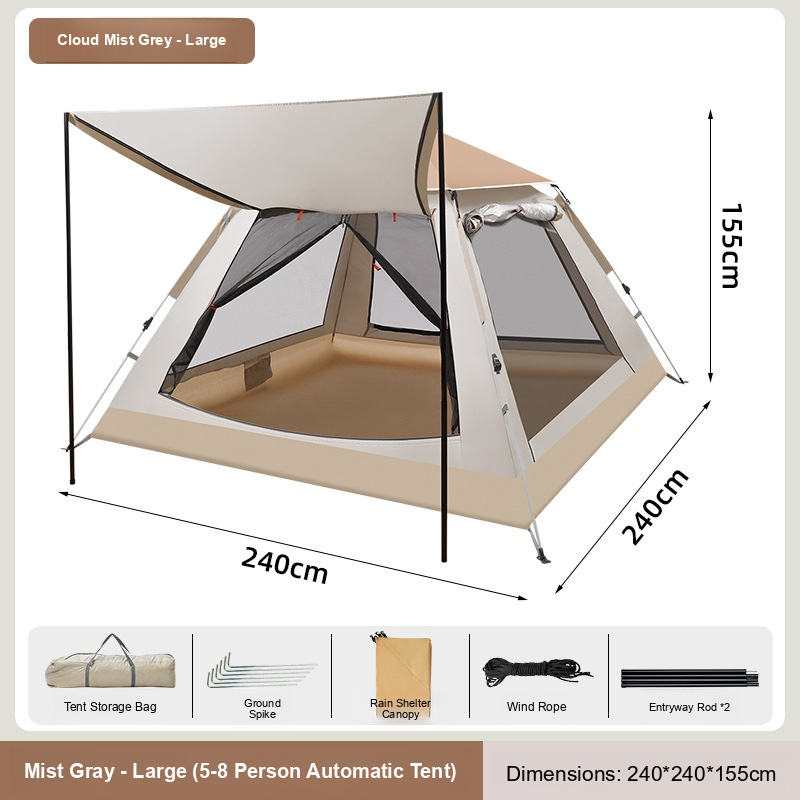 Cloud Mist Grey - Large
155cm
240cm
240cm
Tent Storage Bag
Ground
Spike
Rain Shelter
Canopy
Wind Rope
Entryway Rod *2
Mist Gray - Large (5-8 Person Automatic Tent)
Dimensions: 240*240*155cm